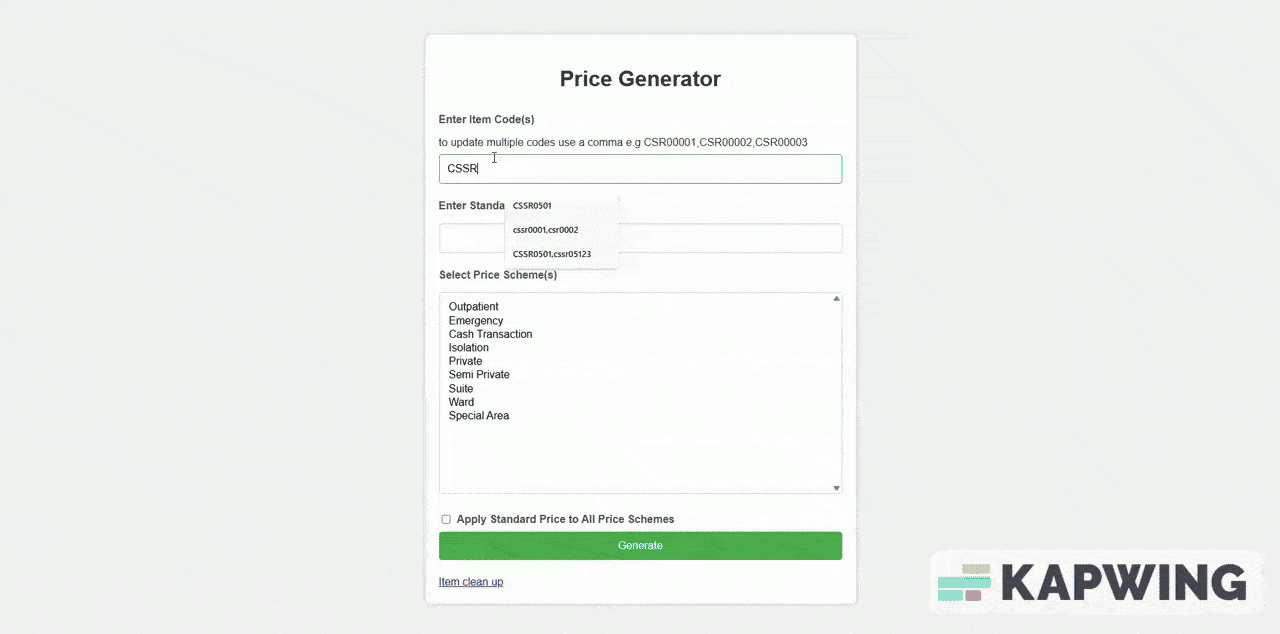 Price Generator
Enter Item Code(s)
to update multiple codes use a comma e.g CSR00001,CSR00002,CSR00003
CSSR
Enter Standa
CSSR0501
cssr0001,csr0002
CSSR0501,cssr05123
Select Price Scheme(s)
Outpatient
Emergency
Cash Transaction
Isolation
Private
Semi Private
Suite
Ward
Special Area
Apply Standard Price to All Price Schemes
Generate
Item clean up
KAPWING